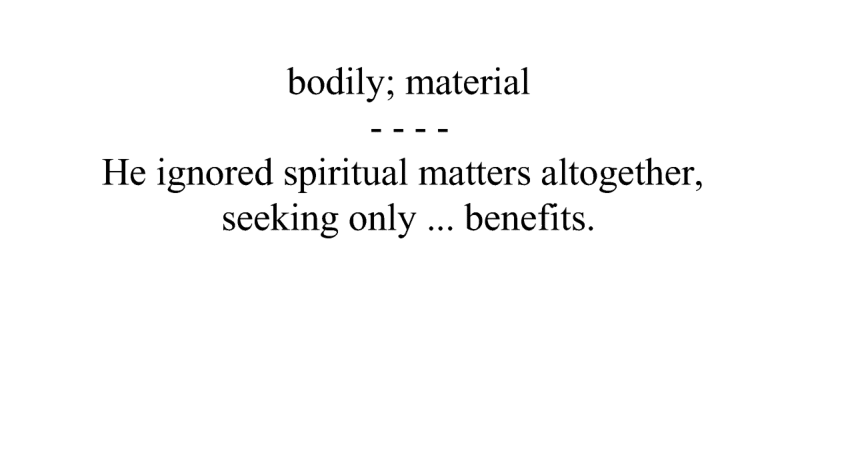 bodily; material
- - - -
He ignored spiritual matters altogether,
seeking only ... benefits.